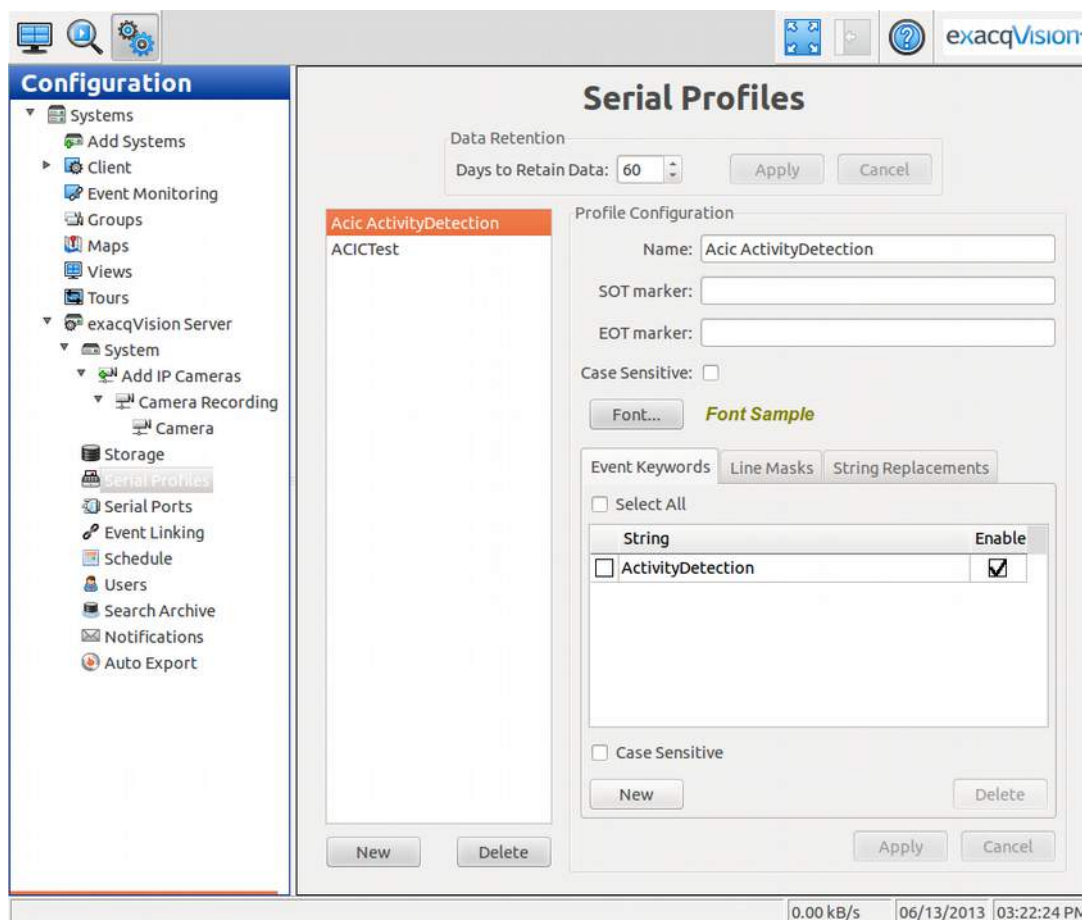 exacqVision
Configuration
Systems
Add Systems
Client
Event Monitoring
Groups
Maps
Views
Tours
exacqVision Server
System
Add IP Cameras
Camera Recording
Camera
Storage
Serial Profiles
Serial Ports
Event Linking
Schedule
Users
Search Archive
Notifications
Auto Export
Serial Profiles
Data Retention
Days to Retain Data: 60 Apply Cancel
Acic ActivityDetection
ACICTest
New Delete
Profile Configuration
Name: Acic ActivityDetection
SOT marker:
EOT marker:
Case Sensitive:
Font... Font Sample
Event Keywords Line Masks String Replacements
Select All
String Enable
ActivityDetection
Case Sensitive
New Delete
Apply Cancel
0.00 kB/s 06/13/2013 03:22:24 PM